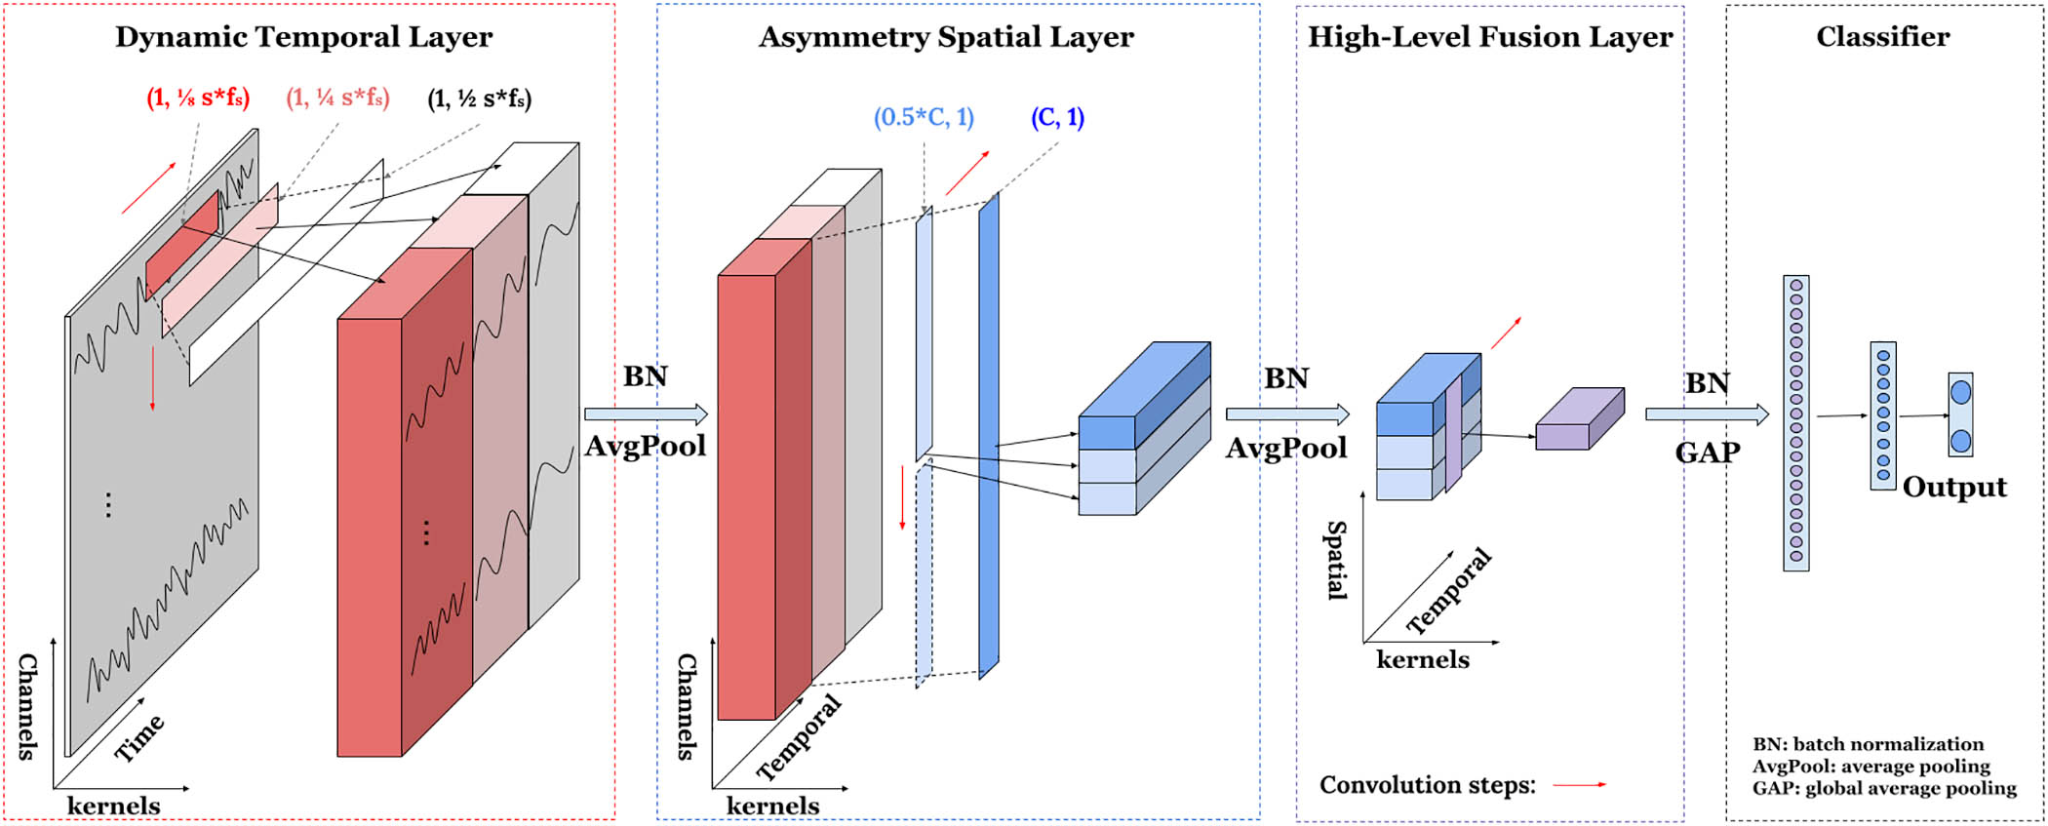 Dynamic Temporal Layer
(1, ⅛ s*fs)
(1, ¼ s*fs)
(1, ½ s*fs)
...
...
Channels
Time
kernels
BN
AvgPool
Asymmetry Spatial Layer
(0.5*C, 1)
(C, 1)
Channels
Temporal
kernels
BN
AvgPool
High-Level Fusion Layer
Spatial
Temporal
kernels
Convolution steps:
BN
GAP
Classifier
Output
BN: batch normalization
AvgPool: average pooling
GAP: global average pooling